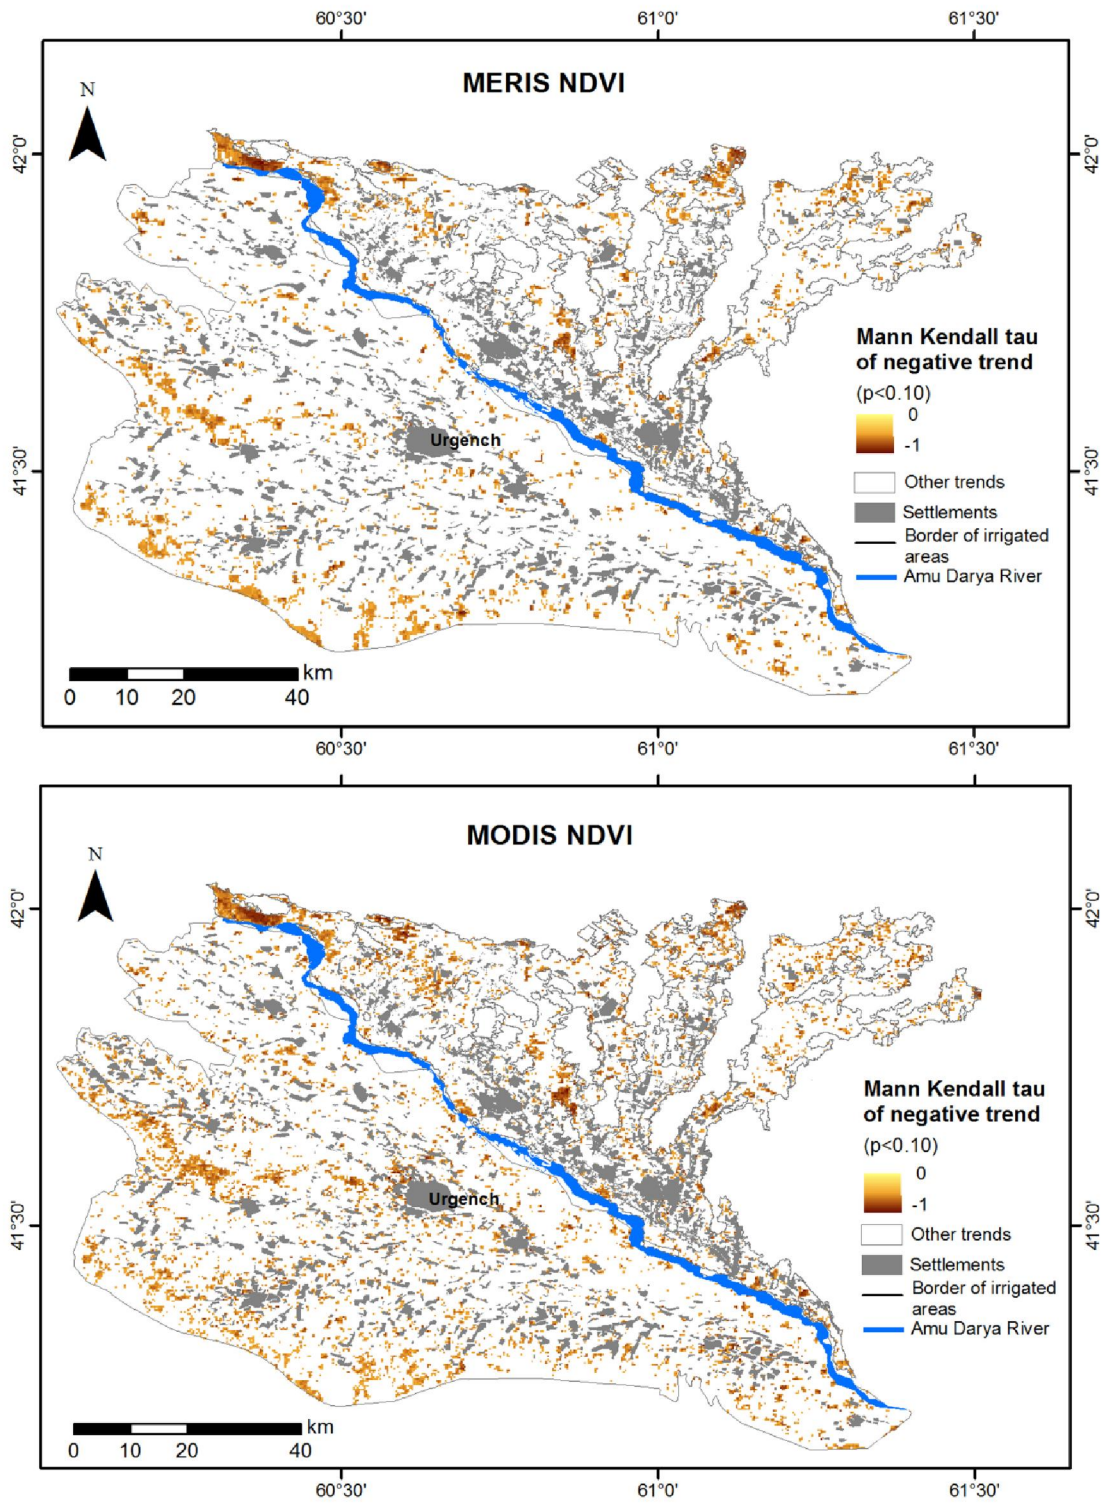 60°30' 61°0' 61°30'
MERIS NDVI
N
42°0' 42°0'
Mann Kendall tau
of negative trend
(p<0.10)
0
-1
Urgench
41°30' 41°30'
Other trends
Settlements
Border of irrigated
areas
Amu Darya River
km
0 10 20 40
60°30' 61°0' 61°30'
MODIS NDVI
N
42°0' 42°0'
Mann Kendall tau
of negative trend
(p<0.10)
0
-1
Urgench
41°30' 41°30'
Other trends
Settlements
Border of irrigated
areas
Amu Darya River
km
0 10 20 40
60°30' 61°0' 61°30'